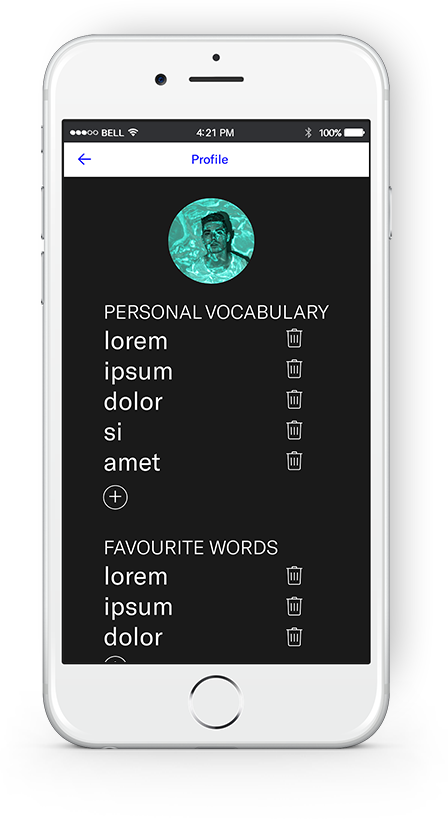 BELL 4:21 PM 100%
Profile
PERSONAL VOCABULARY
lorem
ipsum
dolor
si
amet
FAVOURITE WORDS
lorem
ipsum
dolor